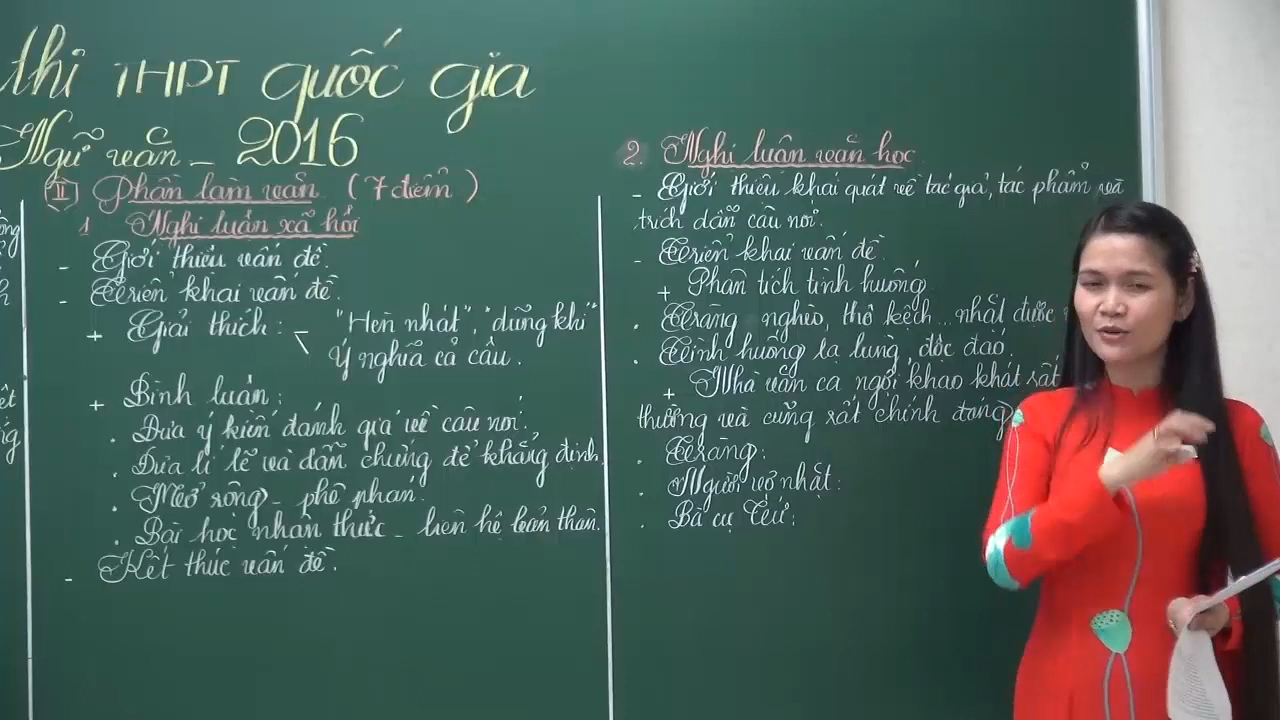 thi THPT quốc gia
Ngữ văn - 2016
II Phần làm văn (7 điểm)
1 Nghị luận xã hội
- Giới thiệu vấn đề.
- Triển khai vấn đề.
+ Giải thích: "Hèn nhát", "dũng khí"
Ý nghĩa cả câu.
+ Bình luận:
. Đưa ý kiến đánh giá về câu nói.
. Đưa lí lẽ và dẫn chứng để khẳng định.
. Mở rộng - phê phán.
. Bài học nhận thức - liên hệ bản thân.
- Kết thúc vấn đề.
2. Nghị luận văn học
- Giới thiệu khái quát về tác giả, tác phẩm và
trích dẫn câu nói.
- Triển khai vấn đề.
+ Phân tích tình huống
. Tràng nghèo, thô kệch... nhặt được
. Tình huống lạ lùng, độc đáo.
+ Nhà văn ca ngợi khao khát rất
thường và cũng rất chính đáng
. Tràng:
. Người vợ nhặt:
. Bà cụ Tứ: